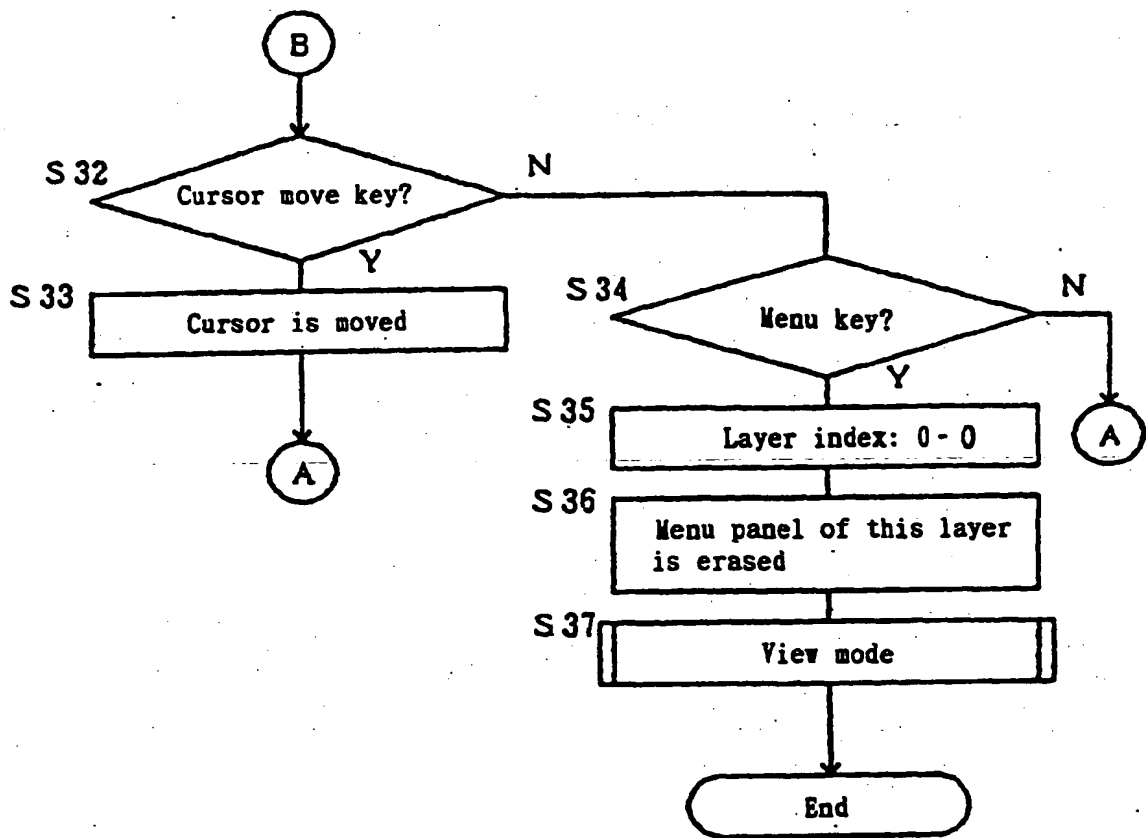 B
S 32
Cursor move key?
N
Y
S 33
Cursor is moved
A
S 34
Menu key?
N
Y
A
S 35
Layer index: 0 - 0
S 36
Menu panel of this layer
is erased
S 37
View mode
End